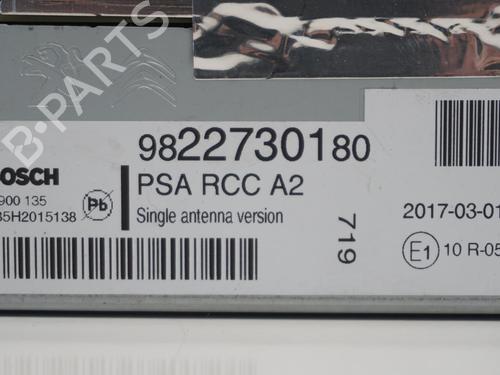 B-PARTS
9822730180
BOSCH
PSA RCC A2
900 135
35H2015138
Pb
Single antenna version
719
2017-03-01
E1 10 R-05